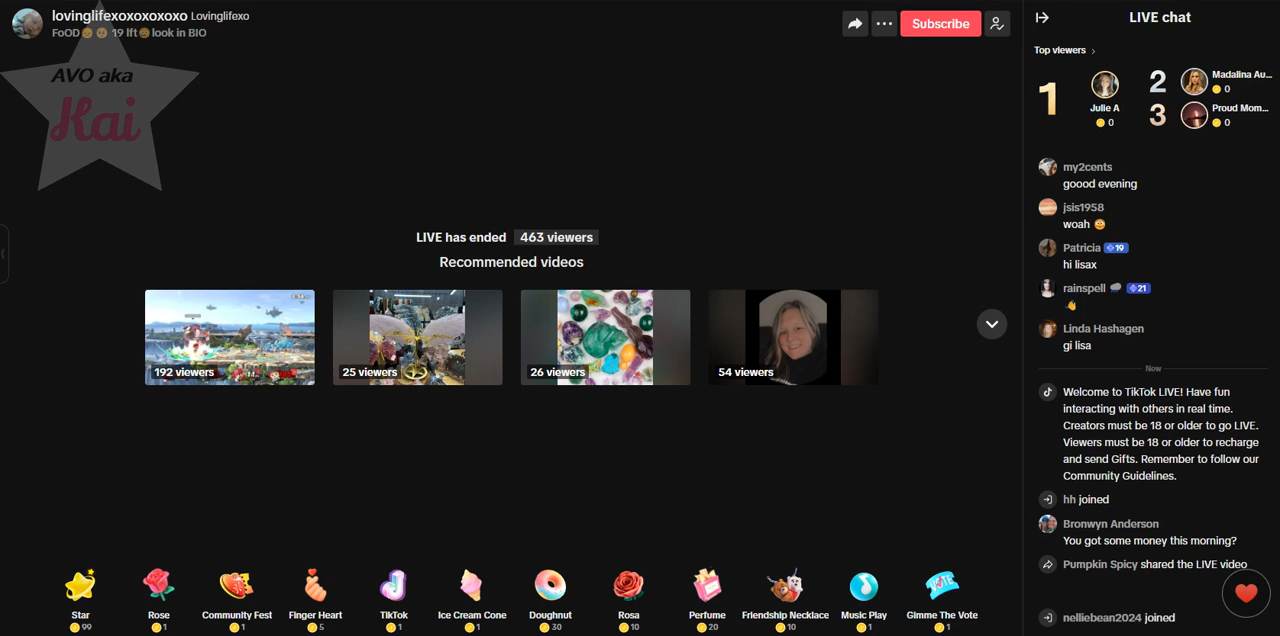 lovinglifexoxoxoxoxo Lovinglifexo
FoOD 19 lft look in BIO
Subscribe
AVO aka
Kai
LIVE has ended 463 viewers
Recommended videos
192 viewers
25 viewers
26 viewers
54 viewers
Star
99
Rose
1
Community Fest
1
Finger Heart
5
TikTok
1
Ice Cream Cone
1
Doughnut
30
Rosa
10
Perfume
20
Friendship Necklace
10
Music Play
1
Gimme The Vote
1
LIVE chat
Top viewers
1
Julie A
0
2
Madalina Au...
0
3
Proud Mom...
0
my2cents
goood evening
jsis1958
woah
Patricia 19
hi lisax
rainspell 21
Linda Hashagen
gi lisa
Now
Welcome to TikTok LIVE! Have fun
interacting with others in real time.
Creators must be 18 or older to go LIVE.
Viewers must be 18 or older to recharge
and send Gifts. Remember to follow our
Community Guidelines.
hh joined
Bronwyn Anderson
You got some money this morning?
Pumpkin Spicy shared the LIVE video
nelliebean2024 joined